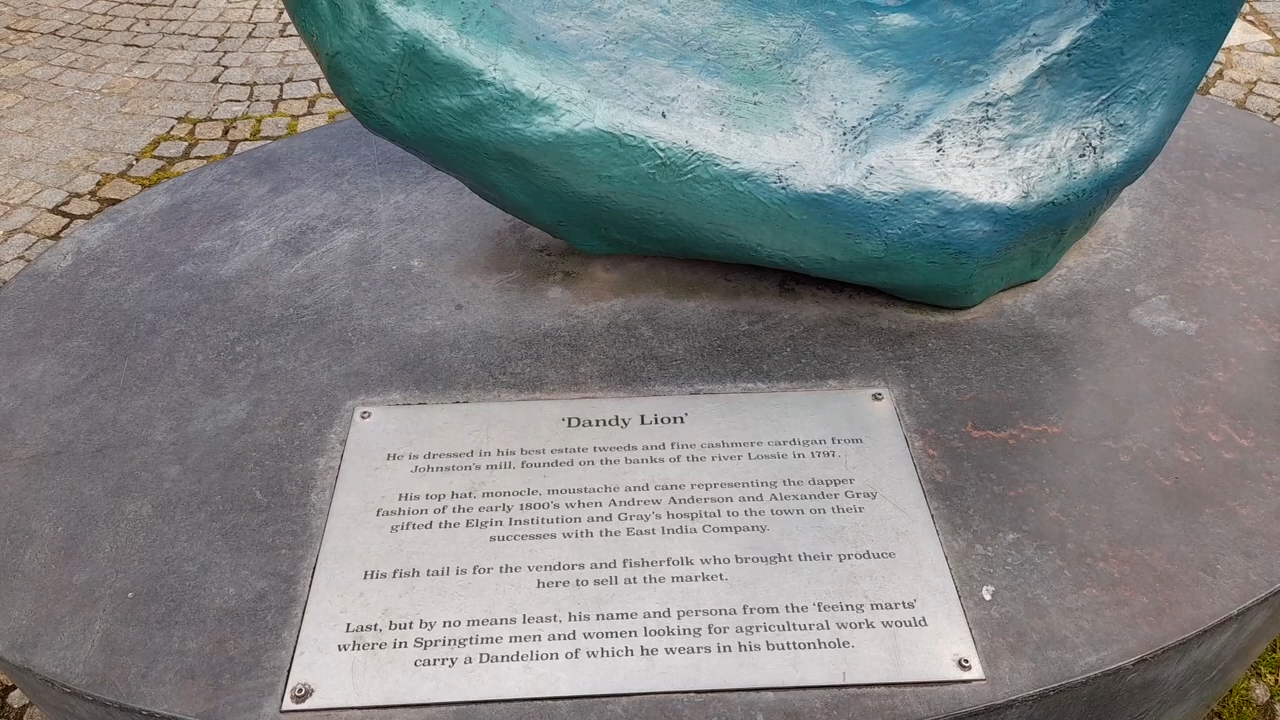 ‘Dandy Lion’
He is dressed in his best estate tweeds and fine cashmere cardigan from
Johnston's mill, founded on the banks of the river Lossie in 1797.
His top hat, monocle, moustache and cane representing the dapper
fashion of the early 1800's when Andrew Anderson and Alexander Gray
gifted the Elgin Institution and Gray's hospital to the town on their
successes with the East India Company.
His fish tail is for the vendors and fisherfolk who brought their produce
here to sell at the market.
Last, but by no means least, his name and persona from the ‘feeing marts’
where in Springtime men and women looking for agricultural work would
carry a Dandelion of which he wears in his buttonhole.